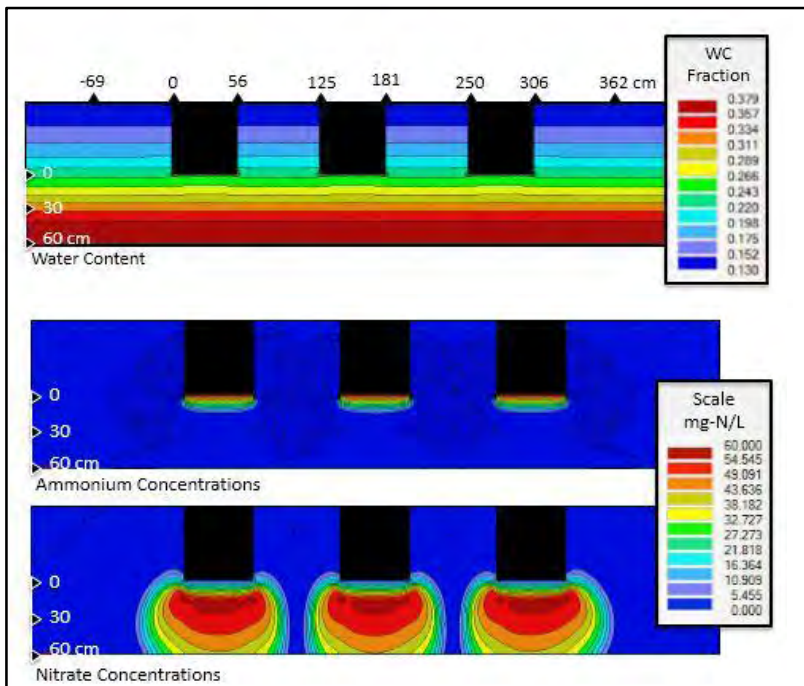 WC
Fraction
-69 0 56 125 181 250 306 362 cm
0.379
0.357
0.334
0.311
0.289
0.266
0.243
0.220
0.198
0.175
0.152
0.130
0
30
60 cm
Water Content
0
30
60 cm
Ammonium Concentrations
Scale
mg-N/L
60.000
54.545
49.091
43.636
38.182
32.727
27.273
21.818
16.364
10.909
5.455
0.000
0
30
60 cm
Nitrate Concentrations